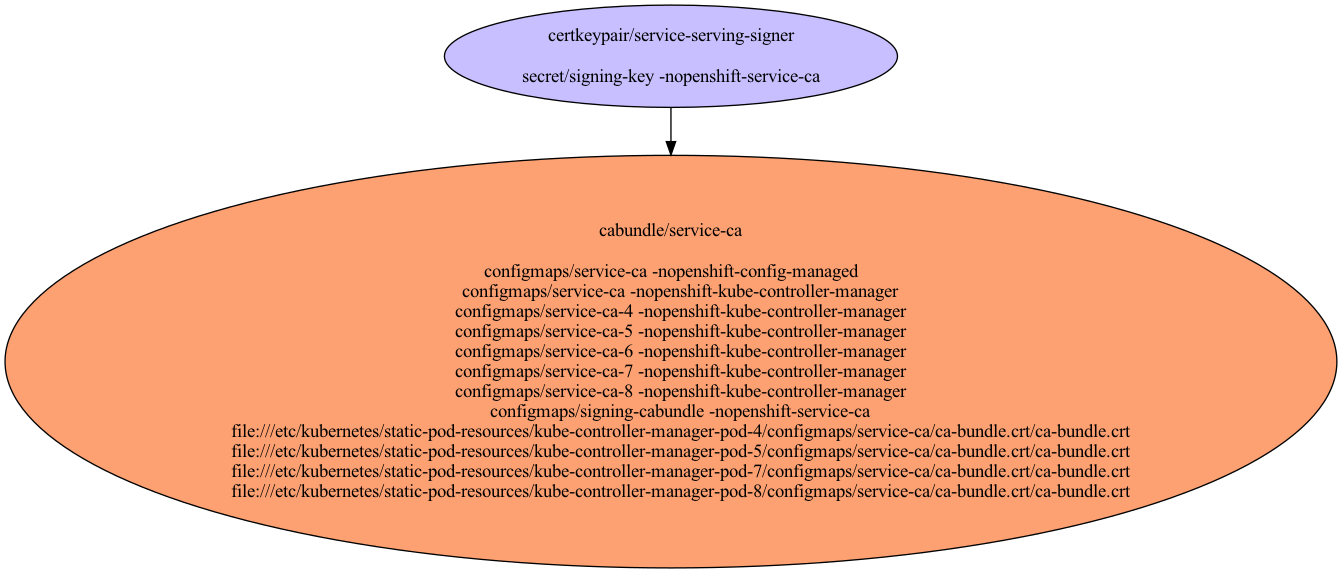 certkeypair/service-serving-signer
secret/signing-key -nopenshift-service-ca
cabundle/service-ca
configmaps/service-ca -nopenshift-config-managed
configmaps/service-ca -nopenshift-kube-controller-manager
configmaps/service-ca-4 -nopenshift-kube-controller-manager
configmaps/service-ca-5 -nopenshift-kube-controller-manager
configmaps/service-ca-6 -nopenshift-kube-controller-manager
configmaps/service-ca-7 -nopenshift-kube-controller-manager
configmaps/service-ca-8 -nopenshift-kube-controller-manager
configmaps/signing-cabundle -nopenshift-service-ca
file:///etc/kubernetes/static-pod-resources/kube-controller-manager-pod-4/configmaps/service-ca/ca-bundle.crt/ca-bundle.crt
file:///etc/kubernetes/static-pod-resources/kube-controller-manager-pod-5/configmaps/service-ca/ca-bundle.crt/ca-bundle.crt
file:///etc/kubernetes/static-pod-resources/kube-controller-manager-pod-7/configmaps/service-ca/ca-bundle.crt/ca-bundle.crt
file:///etc/kubernetes/static-pod-resources/kube-controller-manager-pod-8/configmaps/service-ca/ca-bundle.crt/ca-bundle.crt